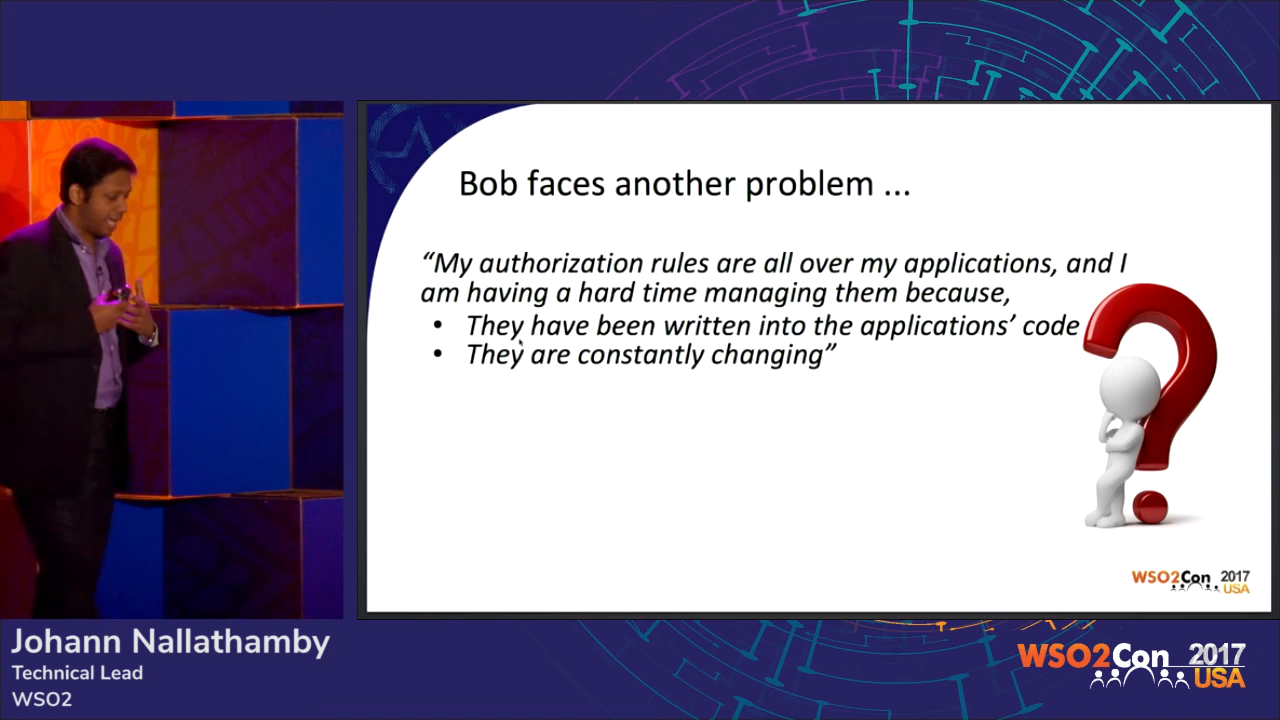 Bob faces another problem ...
“My authorization rules are all over my applications, and I
am having a hard time managing them because,
• They have been written into the applications’ code
• They are constantly changing”
WSO2Con 2017
USA
Johann Nallathamby
Technical Lead
WSO2
WSO2Con 2017
USA